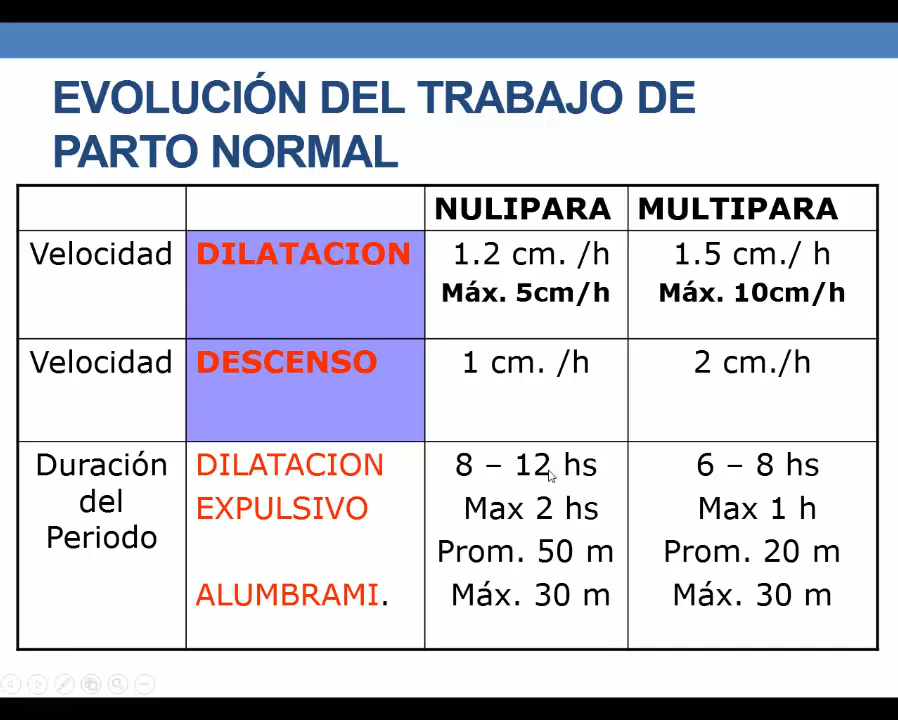 EVOLUCIÓN DEL TRABAJO DE
PARTO NORMAL
NULIPARA MULTIPARA
Velocidad DILATACION 1.2 cm. /h 1.5 cm./ h
Máx. 5cm/h Máx. 10cm/h
Velocidad DESCENSO 1 cm. /h 2 cm./h
Duración DILATACION 8 – 12 hs 6 – 8 hs
del EXPULSIVO Max 2 hs Max 1 h
Periodo Prom. 50 m Prom. 20 m
ALUMBRAMI. Máx. 30 m Máx. 30 m